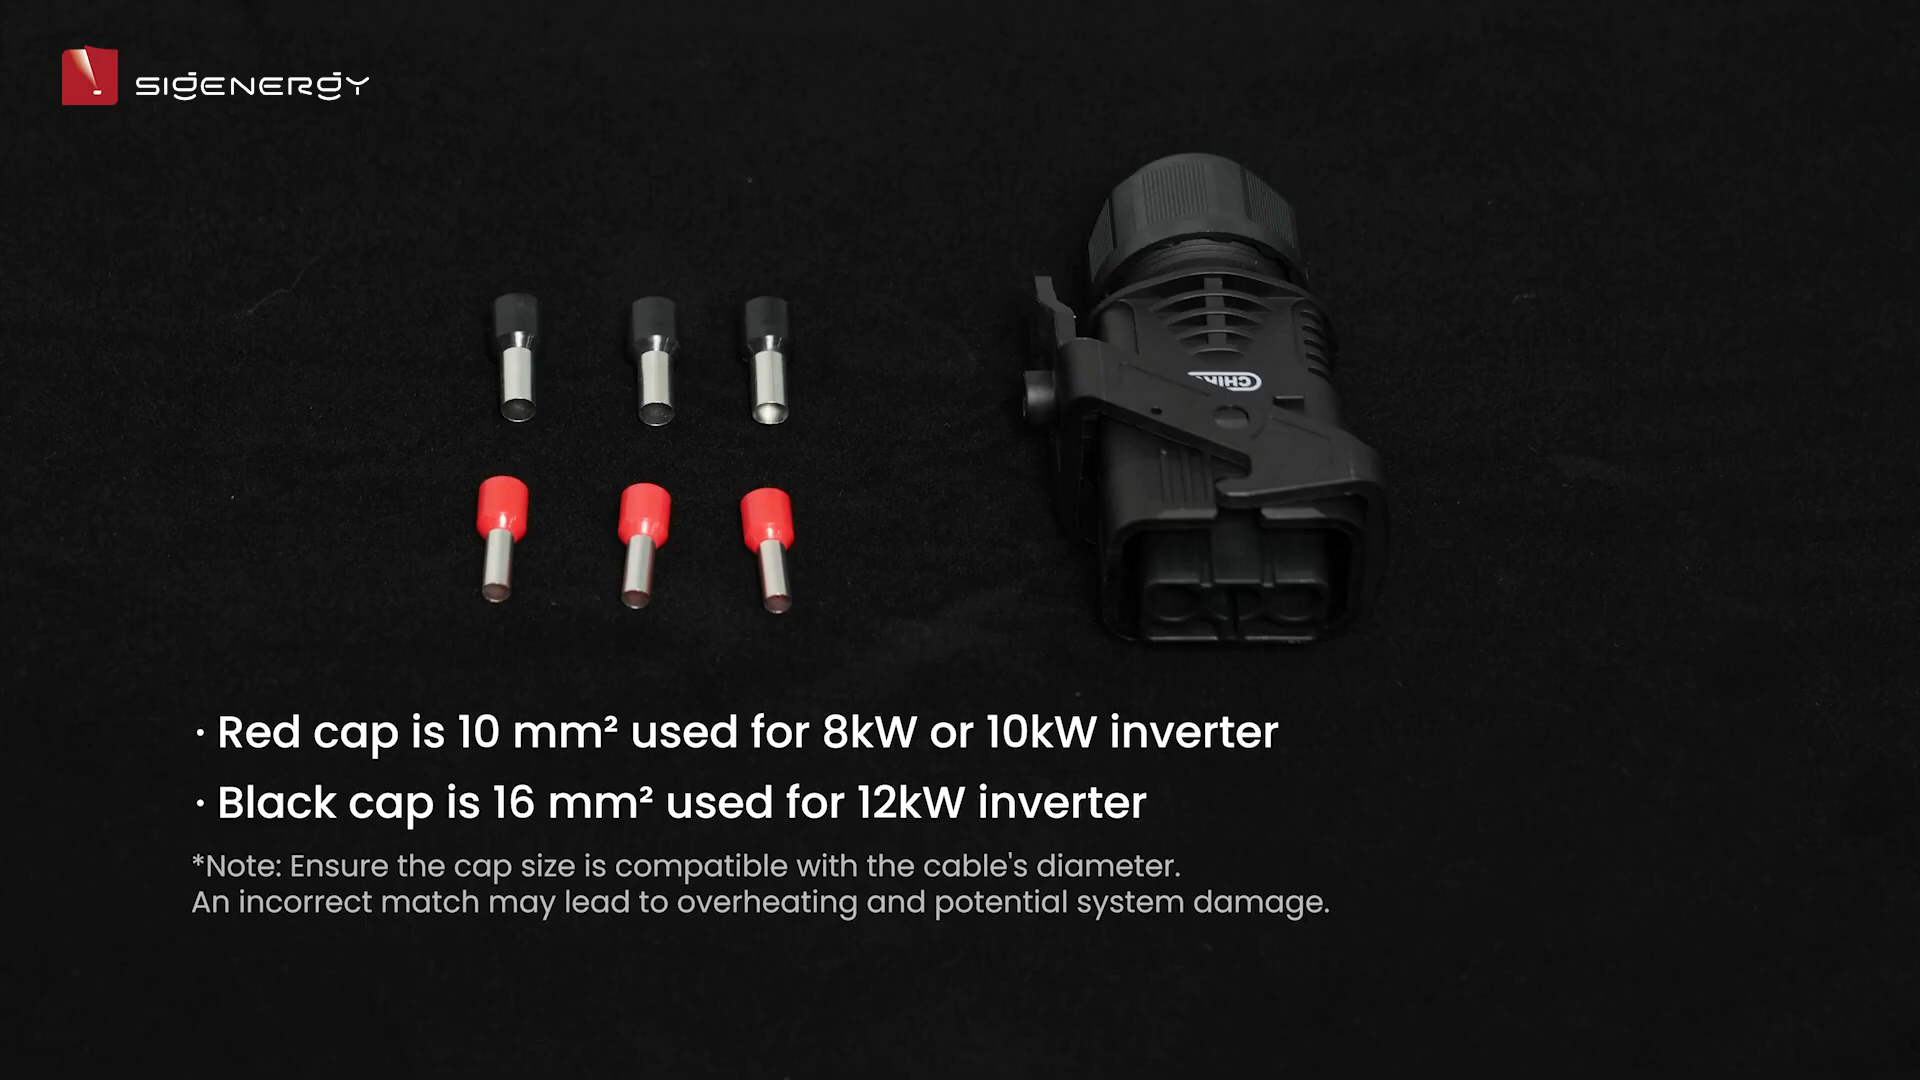 SIGENERGY
· Red cap is 10 mm² used for 8kW or 10kW inverter
· Black cap is 16 mm² used for 12kW inverter
*Note: Ensure the cap size is compatible with the cable's diameter.
An incorrect match may lead to overheating and potential system damage.